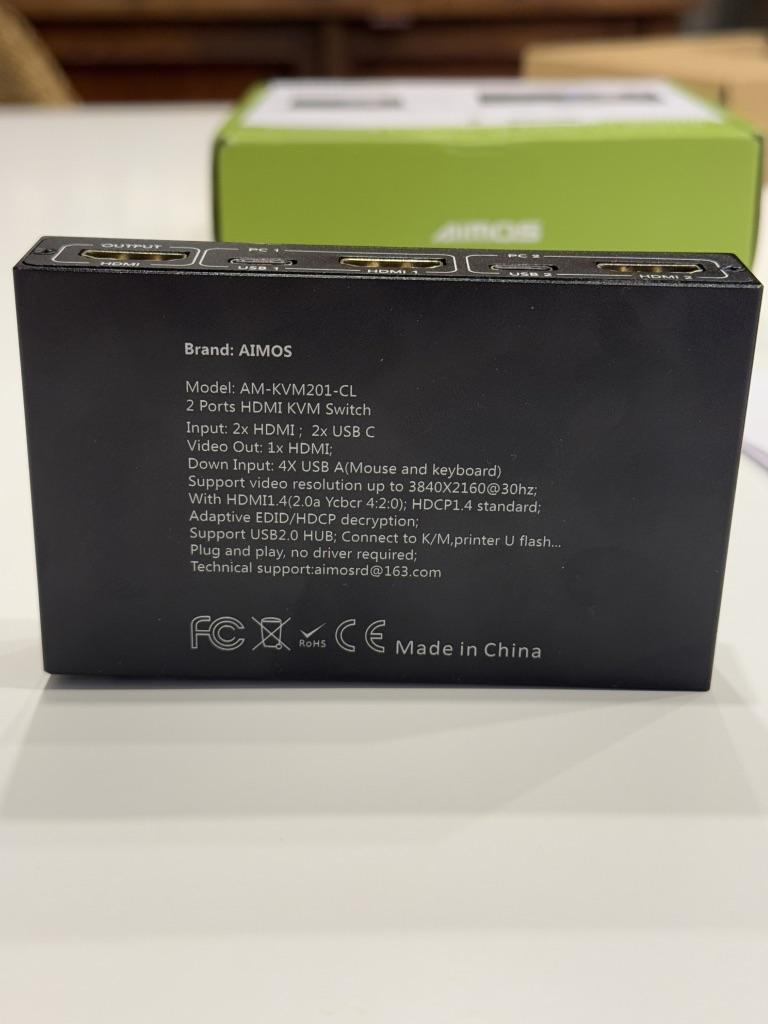 AIMOS
OUTPUT
HDMI
PC 1
USB 1
HDMI 1
PC 2
USB 2
HDMI 2
Brand: AIMOS
Model: AM-KVM201-CL
2 Ports HDMI KVM Switch
Input: 2x HDMI ; 2x USB C
Video Out: 1x HDMI;
Down Input: 4X USB A(Mouse and keyboard)
Support video resolution up to 3840X2160@30hz;
With HDMI1.4(2.0a Ycbcr 4:2:0); HDCP1.4 standard;
Adaptive EDID/HDCP decryption;
Support USB2.0 HUB; Connect to K/M,printer U flash...
Plug and play, no driver required;
Technical support:aimosrd@163.com
FC RoHS CE Made in China